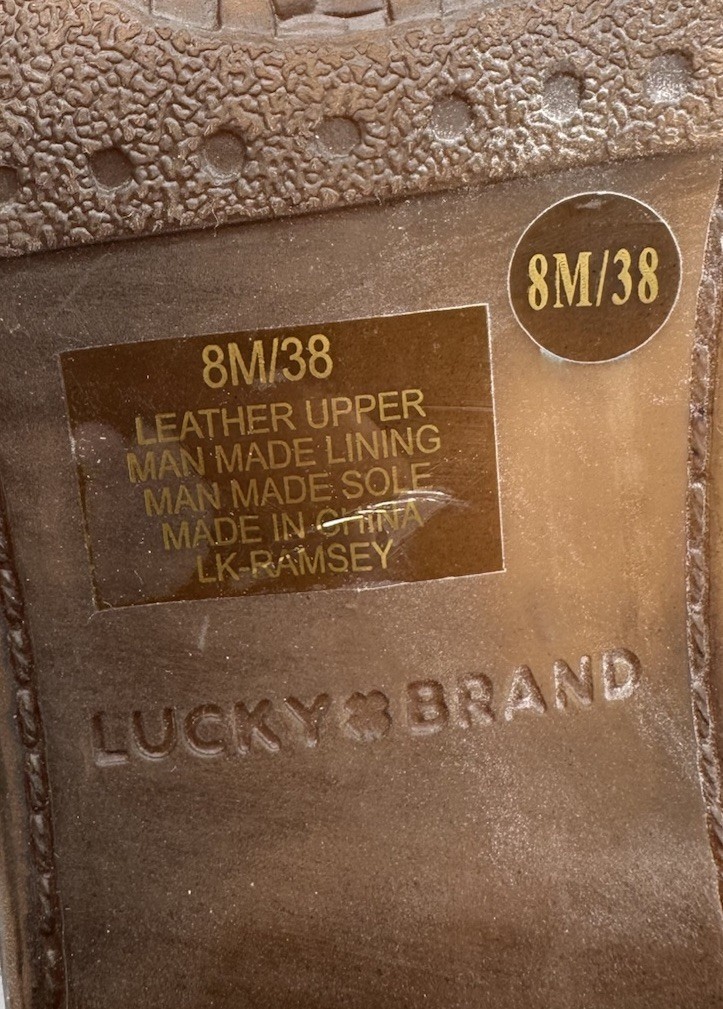 8M/38
8M/38
LEATHER UPPER
MAN MADE LINING
MAN MADE SOLE
MADE IN CHINA
LK-RAMSEY
LUCKY BRAND